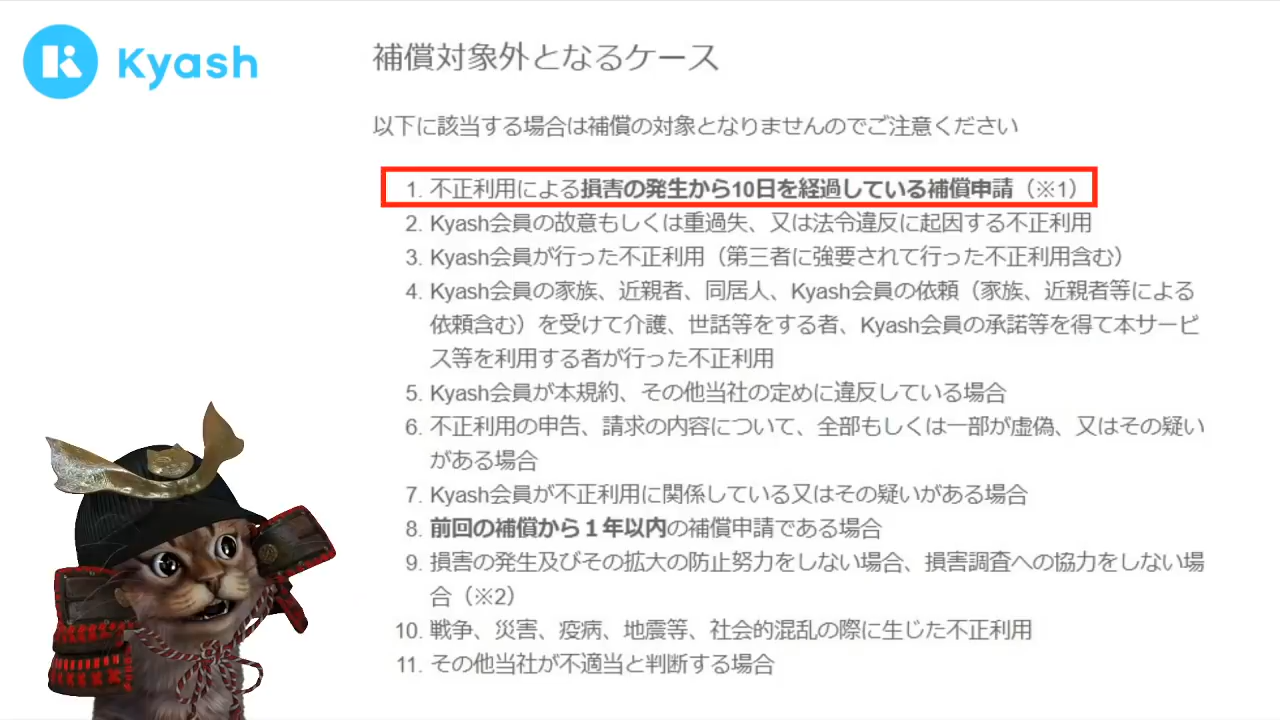 Kyash
補償対象外となるケース
以下に該当する場合は補償の対象となりませんのでご注意ください
1. 不正利用による損害の発生から10日を経過している補償申請（※1）
2. Kyash会員の故意もしくは重過失、又は法令違反に起因する不正利用
3. Kyash会員が行った不正利用（第三者に強要されて行った不正利用含む）
4. Kyash会員の家族、近親者、同居人、Kyash会員の依頼（家族、近親者等による
依頼含む）を受けて介護、世話等をする者、Kyash会員の承諾等を得て本サービ
ス等を利用する者が行った不正利用
5. Kyash会員が本規約、その他当社の定めに違反している場合
6. 不正利用の申告、請求の内容について、全部もしくは一部が虚偽、又はその疑い
がある場合
7. Kyash会員が不正利用に関係している又はその疑いがある場合
8. 前回の補償から１年以内の補償申請である場合
9. 損害の発生及びその拡大の防止努力をしない場合、損害調査への協力をしない場
合（※2）
10. 戦争、災害、疫病、地震等、社会的混乱の際に生じた不正利用
11. その他当社が不適当と判断する場合